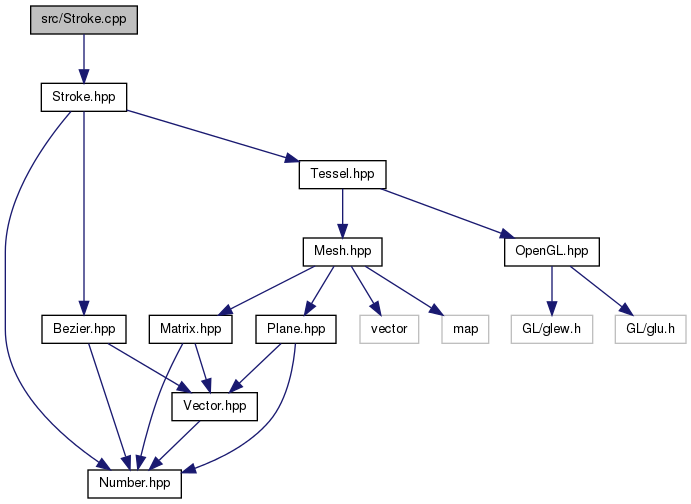 src/Stroke.cpp
Stroke.hpp
Tessel.hpp
Mesh.hpp
OpenGL.hpp
Bezier.hpp
Matrix.hpp
Plane.hpp
vector
map
GL/glew.h
GL/glu.h
Vector.hpp
Number.hpp